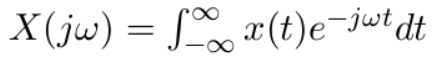 X(jω) = ∫_{-∞}^{∞} x(t)e^{-jωt}dt